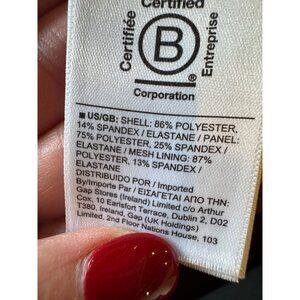 Certified
Certifiée
B
®
Entreprise
Corporation
■ US/GB: SHELL: 86% POLYESTER,
14% SPANDEX / ELASTANE / PANEL:
75% POLYESTER, 25% SPANDEX /
ELASTANE / MESH LINING: 87%
POLYESTER, 13% SPANDEX /
ELASTANE
DISTRIBUIDO POR / Imported
By/Importe Par / ΕΙΣΑΓΕΤΑΙ ΑΠΟ ΤΗΝ:
Gap Stores (Ireland) Limited c/o Arthur
Cox, 10 Earlsfort Terrace, Dublin 2, D02
T380, Ireland, Gap (UK Holdings)
Limited, 2nd Floor Nations House, 103